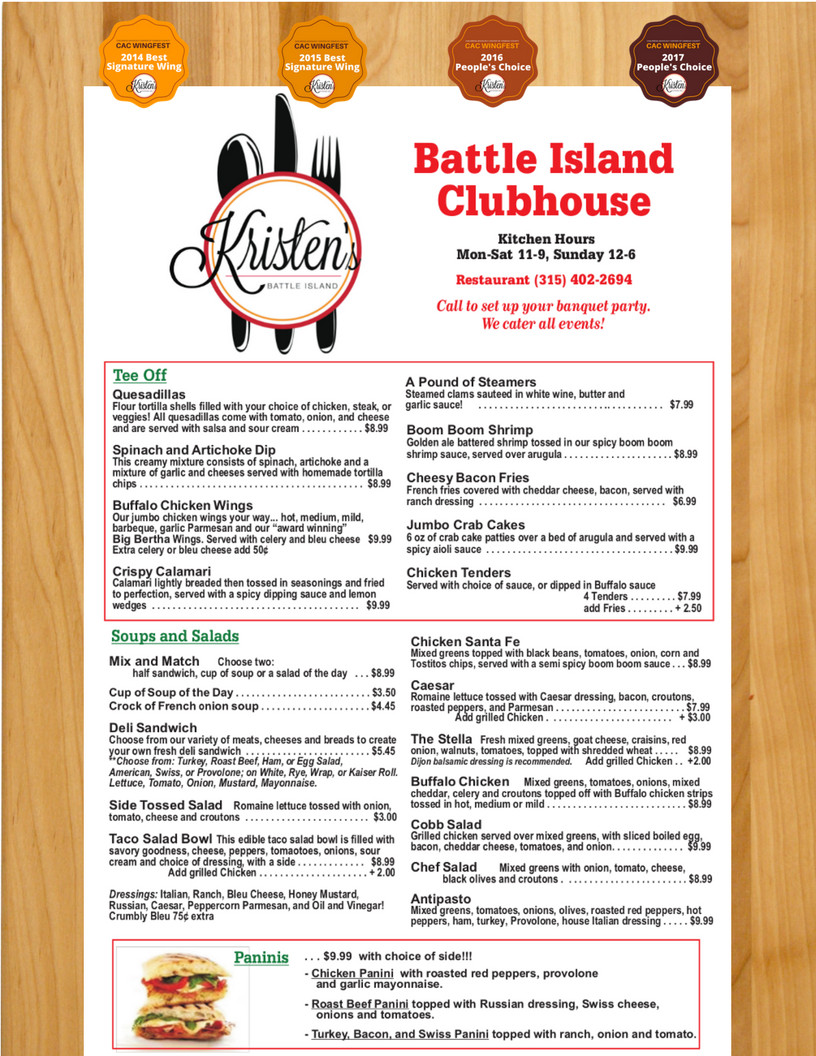 CAC WINGFEST
2014 Best
Signature Wing
Kristen's
CAC WINGFEST
2015 Best
Signature Wing
Kristen's
CAC WINGFEST
2016
People's Choice
Kristen's
CAC WINGFEST
2017
People's Choice
Kristen's
Kristen's
BATTLE ISLAND
Battle Island
Clubhouse
Kitchen Hours
Mon-Sat 11-9, Sunday 12-6
Restaurant (315) 402-2694
Call to set up your banquet party.
We cater all events!
Tee Off
Quesadillas
Flour tortilla shells filled with your choice of chicken, steak, or
veggies! All quesadillas come with tomato, onion, and cheese
and are served with salsa and sour cream . . . . . . . . . . . . $8.99
Spinach and Artichoke Dip
This creamy mixture consists of spinach, artichoke and a
mixture of garlic and cheeses served with homemade tortilla
chips . . . . . . . . . . . . . . . . . . . . . . . . . . . . . . . . . . . . . . . . . $8.99
Buffalo Chicken Wings
Our jumbo chicken wings your way... hot, medium, mild,
barbeque, garlic Parmesan and our “award winning”
Big Bertha Wings. Served with celery and bleu cheese $9.99
Extra celery or bleu cheese add 50¢
Crispy Calamari
Calamari lightly breaded then tossed in seasonings and fried
to perfection, served with a spicy dipping sauce and lemon
wedges . . . . . . . . . . . . . . . . . . . . . . . . . . . . . . . . . . . . . . . $9.99
A Pound of Steamers
Steamed clams sauteed in white wine, butter and
garlic sauce! . . . . . . . . . . . . . . . . . . . . . . . ... . . . . . . . . . . $7.99
Boom Boom Shrimp
Golden ale battered shrimp tossed in our spicy boom boom
shrimp sauce, served over arugula . . . . . . . . . . . . . . . . . . . . $8.99
Cheesy Bacon Fries
French fries covered with cheddar cheese, bacon, served with
ranch dressing . . . . . . . . . . . . . . . . . . . . . . . . . . . . . . . . . . . $6.99
Jumbo Crab Cakes
6 oz of crab cake patties over a bed of arugula and served with a
spicy aioli sauce . . . . . . . . . . . . . . . . . . . . . . . . . . . . . . . . . . . $9.99
Chicken Tenders
Served with choice of sauce, or dipped in Buffalo sauce
4 Tenders . . . . . . . . . $7.99
add Fries . . . . . . . . . + 2.50
Soups and Salads
Mix and Match Choose two:
half sandwich, cup of soup or a salad of the day . . . $8.99
Cup of Soup of the Day . . . . . . . . . . . . . . . . . . . . . . . . . $3.50
Crock of French onion soup . . . . . . . . . . . . . . . . . . . . $4.45
Deli Sandwich
Choose from our variety of meats, cheeses and breads to create
your own fresh deli sandwich . . . . . . . . . . . . . . . . . . . . . . . $5.45
**Choose from: Turkey, Roast Beef, Ham, or Egg Salad,
American, Swiss, or Provolone; on White, Rye, Wrap, or Kaiser Roll.
Lettuce, Tomato, Onion, Mustard, Mayonnaise.
Side Tossed Salad Romaine lettuce tossed with onion,
tomato, cheese and croutons . . . . . . . . . . . . . . . . . . . . . . . $3.00
Taco Salad Bowl This edible taco salad bowl is filled with
savory goodness, cheese, peppers, tomaotoes, onions, sour
cream and choice of dressing, with a side . . . . . . . . . . . . . $8.99
Add grilled Chicken . . . . . . . . . . . . . . . . . . . . . + 2.00
Dressings: Italian, Ranch, Bleu Cheese, Honey Mustard,
Russian, Caesar, Peppercorn Parmesan, and Oil and Vinegar!
Crumbly Bleu 75¢ extra
Chicken Santa Fe
Mixed greens topped with black beans, tomatoes, onion, corn and
Tostitos chips, served with a semi spicy boom boom sauce . . . $8.99
Caesar
Romaine lettuce tossed with Caesar dressing, bacon, croutons,
roasted peppers, and Parmesan . . . . . . . . . . . . . . . . . . . . . . . . $7.99
Add grilled Chicken . . . . . . . . . . . . . . . . . . . . . . . + $3.00
The Stella Fresh mixed greens, goat cheese, craisins, red
onion, walnuts, tomatoes, topped with shredded wheat . . . . . $8.99
Dijon balsamic dressing is recommended. Add grilled Chicken . . +2.00
Buffalo Chicken Mixed greens, tomatoes, onions, mixed
cheddar, celery and croutons topped off with Buffalo chicken strips
tossed in hot, medium or mild . . . . . . . . . . . . . . . . . . . . . . . . . . $8.99
Cobb Salad
Grilled chicken served over mixed greens, with sliced boiled egg,
bacon, cheddar cheese, tomatoes, and onion. . . . . . . . . . . . . . $9.99
Chef Salad Mixed greens with onion, tomato, cheese,
black olives and croutons . . . . . . . . . . . . . . . . . . . . . . . $8.99
Antipasto
Mixed greens, tomatoes, onions, olives, roasted red peppers, hot
peppers, ham, turkey, Provolone, house Italian dressing . . . . . $9.99
Paninis . . . $9.99 with choice of side!!!
- Chicken Panini with roasted red peppers, provolone
and garlic mayonnaise.
- Roast Beef Panini topped with Russian dressing, Swiss cheese,
onions and tomatoes.
- Turkey, Bacon, and Swiss Panini topped with ranch, onion and tomato.